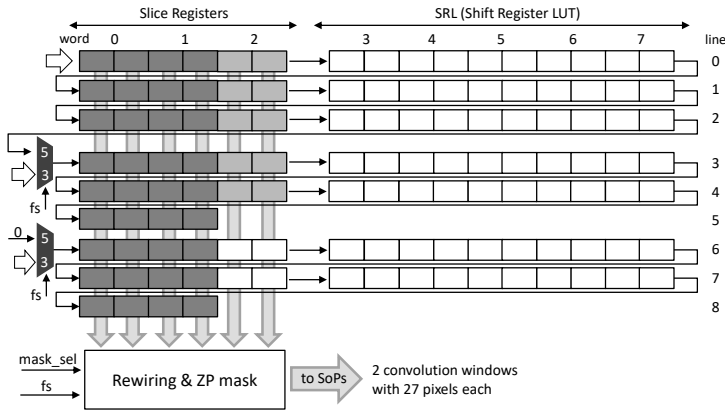 Slice Registers SRL (Shift Register LUT)
word 0 1 2 3 4 5 6 7 line
0
1
2
5
3
3
4
fs
5
0
5
6
3
7
fs
8
mask_sel
fs
Rewiring & ZP mask
to SoPs
2 convolution windows
with 27 pixels each